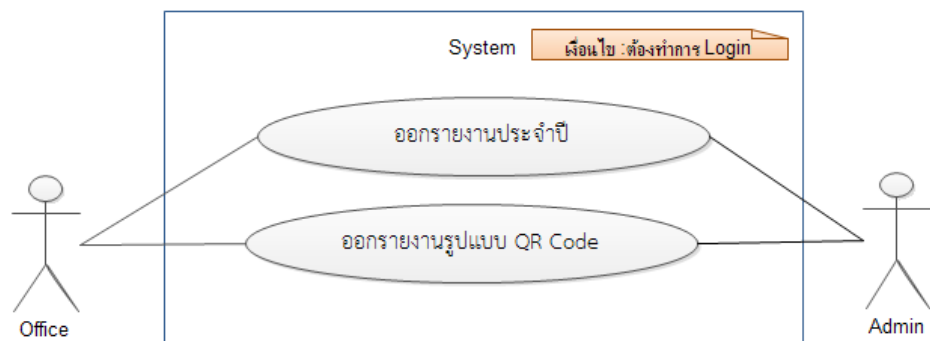 System
เงื่อนไข :ต้องทำการ Login
ออกรายงานประจำปี
ออกรายงานรูปแบบ QR Code
Office
Admin